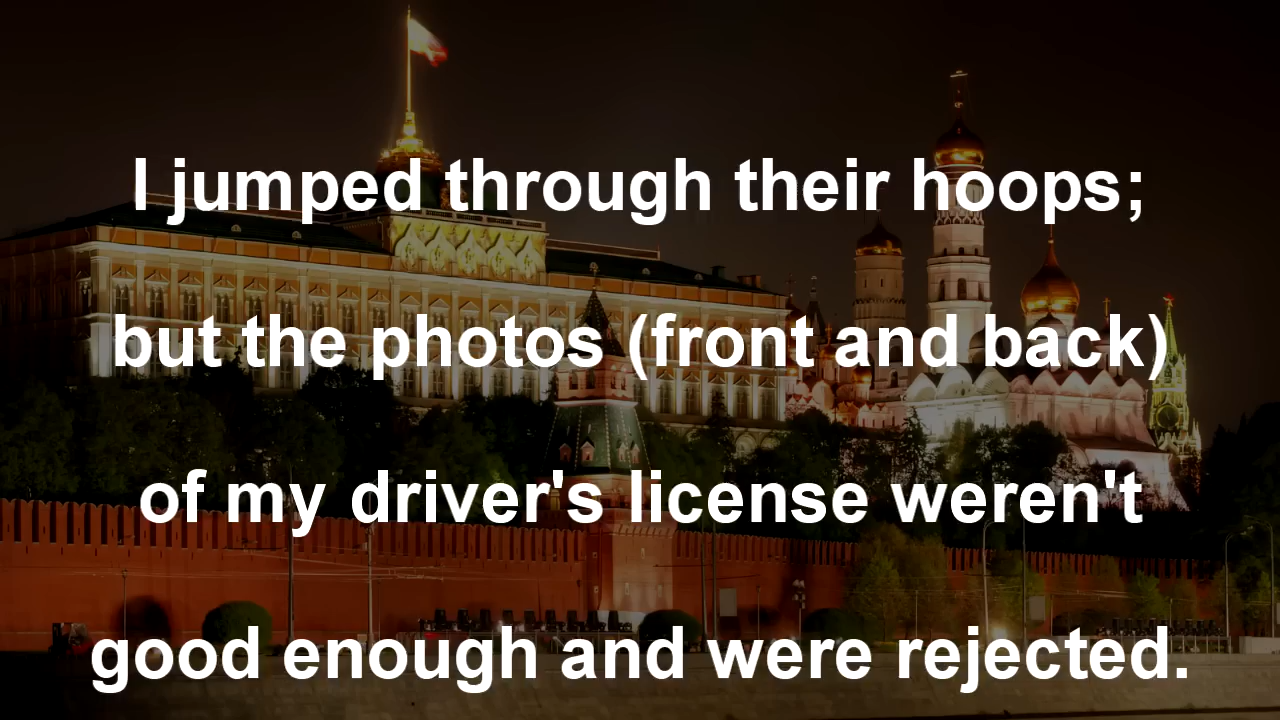 I jumped through their hoops;
but the photos (front and back)
of my driver's license weren't
good enough and were rejected.